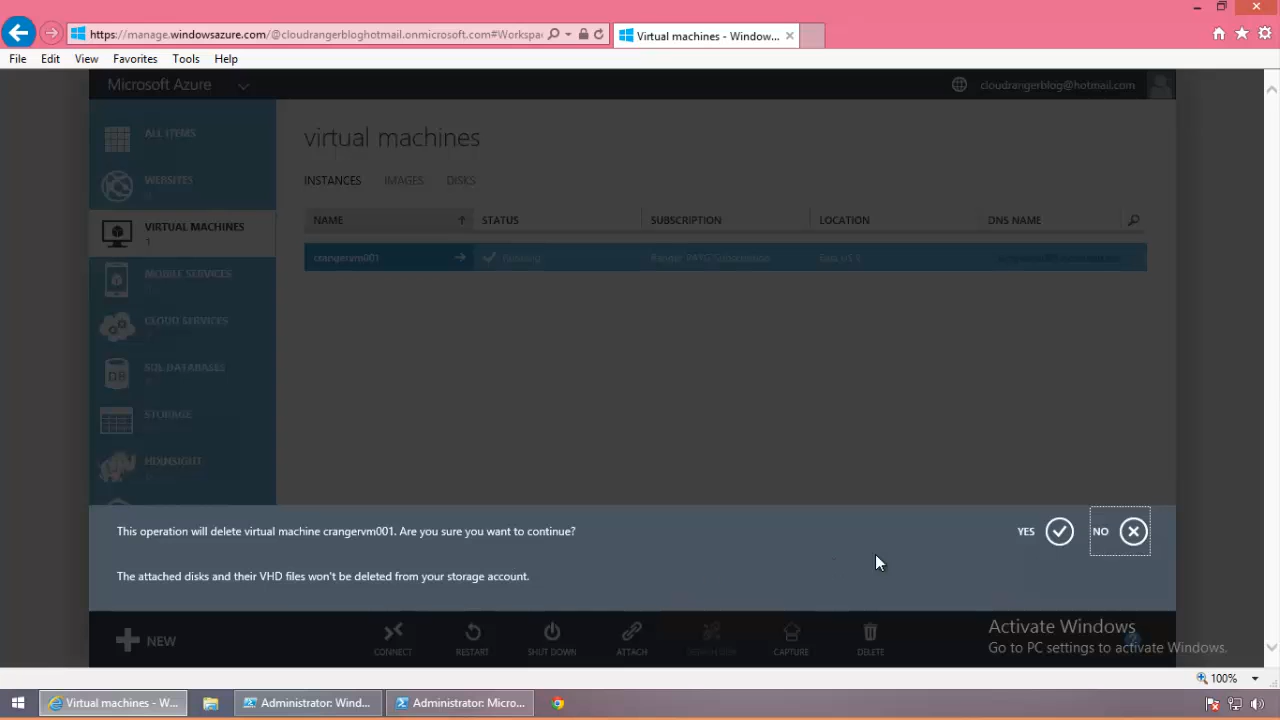 https://manage.windowsazure.com/@cloudrangerbloghotmail.onmicrosoft.com#Workspac
Virtual machines - Window...
File Edit View Favorites Tools Help
Microsoft Azure
cloudrangerblog@hotmail.com
ALL ITEMS
virtual machines
WEBSITES
INSTANCES IMAGES DISKS
VIRTUAL MACHINES
1
NAME STATUS SUBSCRIPTION LOCATION DNS NAME
crangervm001 Running
MOBILE SERVICES
CLOUD SERVICES
SQL DATABASES
STORAGE
HDINSIGHT
This operation will delete virtual machine crangervm001. Are you sure you want to continue?
YES NO
The attached disks and their VHD files won't be deleted from your storage account.
NEW
CONNECT RESTART SHUT DOWN ATTACH CAPTURE DELETE
Activate Windows
Go to PC settings to activate Windows.
100%
Virtual machines - W...
Administrator: Wind...
Administrator: Micro...